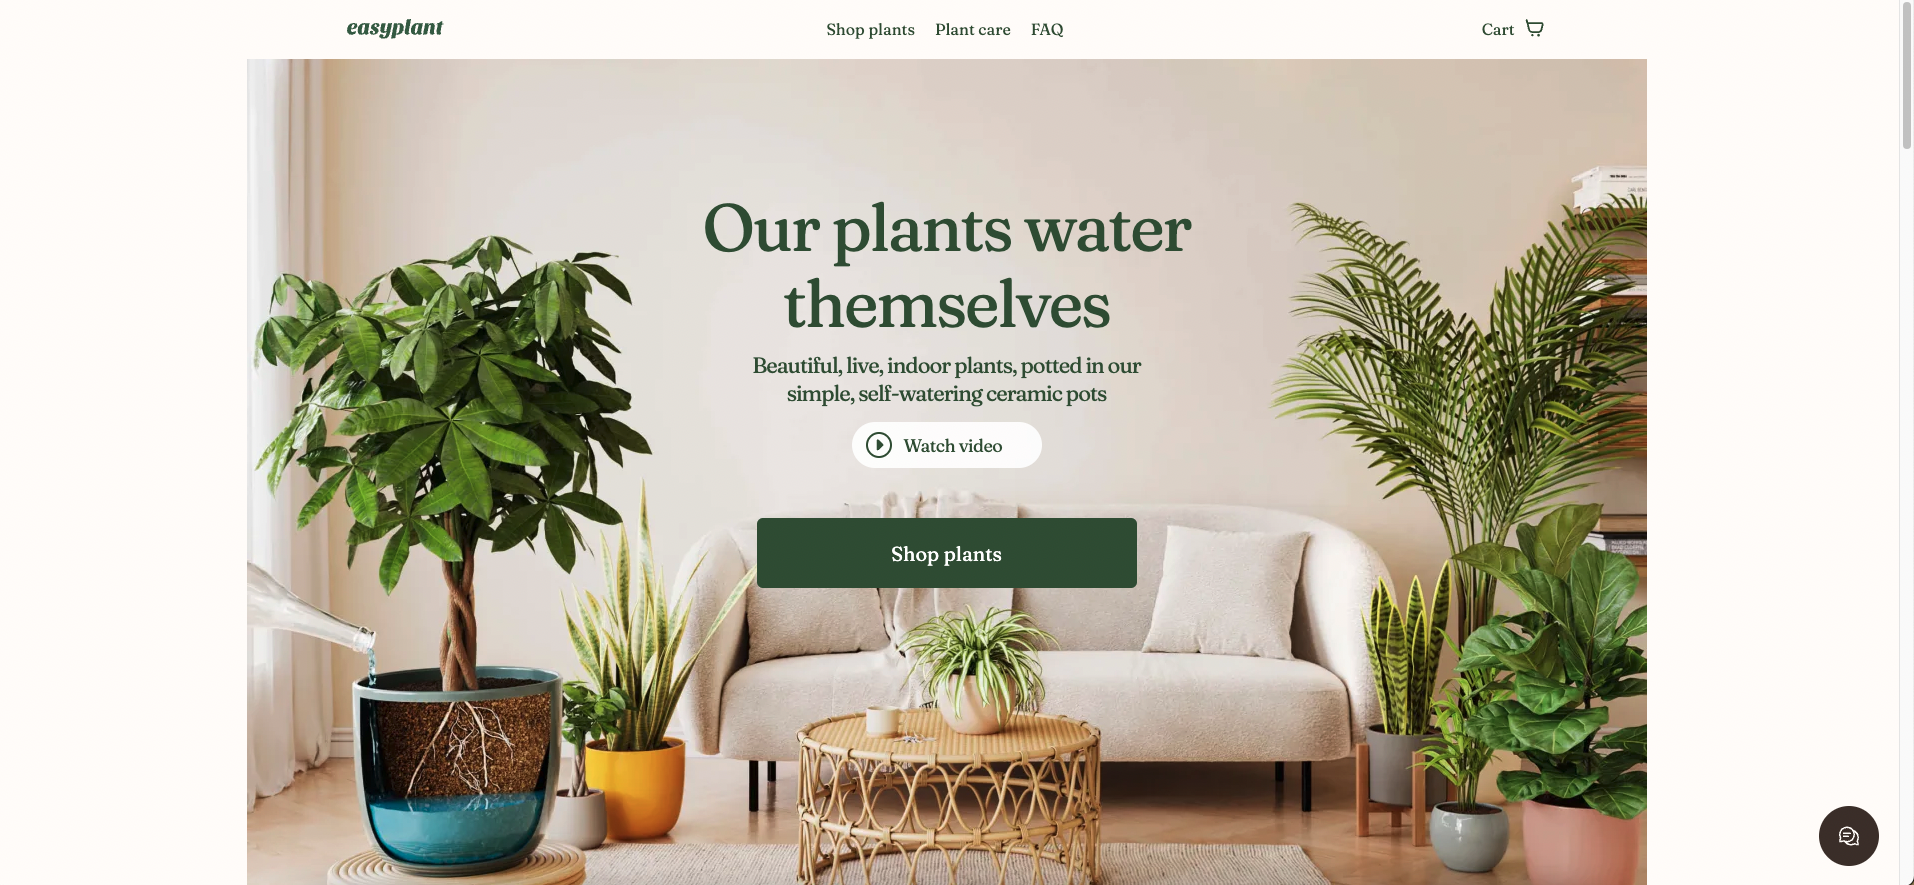 easyplant
Shop plants
Plant care
FAQ
Cart
Our plants water
themselves
Beautiful, live, indoor plants, potted in our
simple, self-watering ceramic pots
Watch video
Shop plants